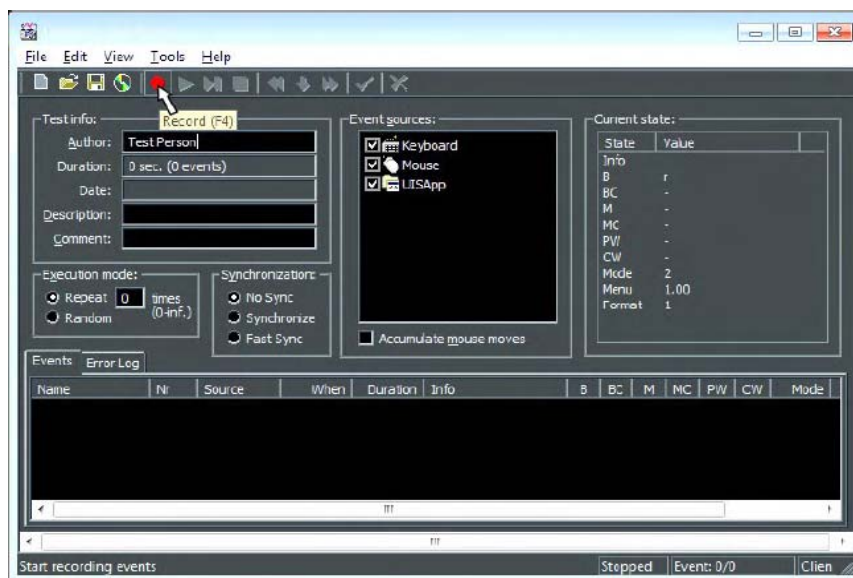 File Edit View Tools Help
Record (F4)
Test info:
Author: Test Person
Duration: 0 sec. (0 events)
Date:
Description:
Comment:
Execution mode:
Repeat 0 times
(0-inf.)
Random
Synchronization:
No Sync
Synchronize
Fast Sync
Event sources:
Keyboard
Mouse
UISApp
Accumulate mouse moves
Current state:
State Value
Info
B r
BC -
M -
MC -
PW -
CW -
Mode 2
Menu 1.00
Format 1
Events Error Log
Name Nr Source When Duration Info B BC M MC PW CW Mode
Start recording events Stopped Event: 0/0 Clien